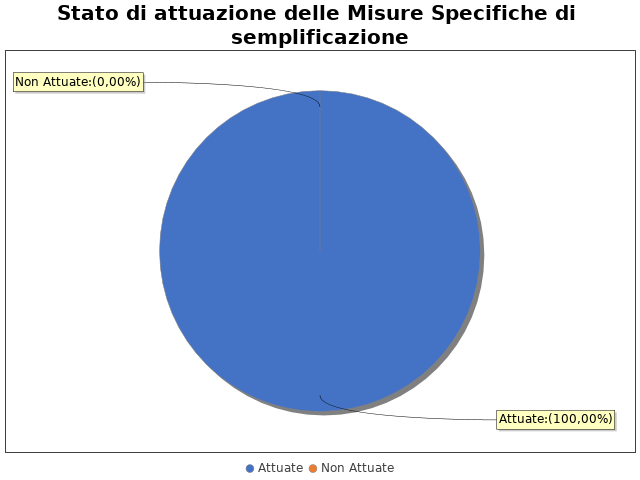 Stato di attuazione delle Misure Specifiche di
semplificazione
Non Attuate:(0,00%)
Attuate:(100,00%)
Attuate Non Attuate